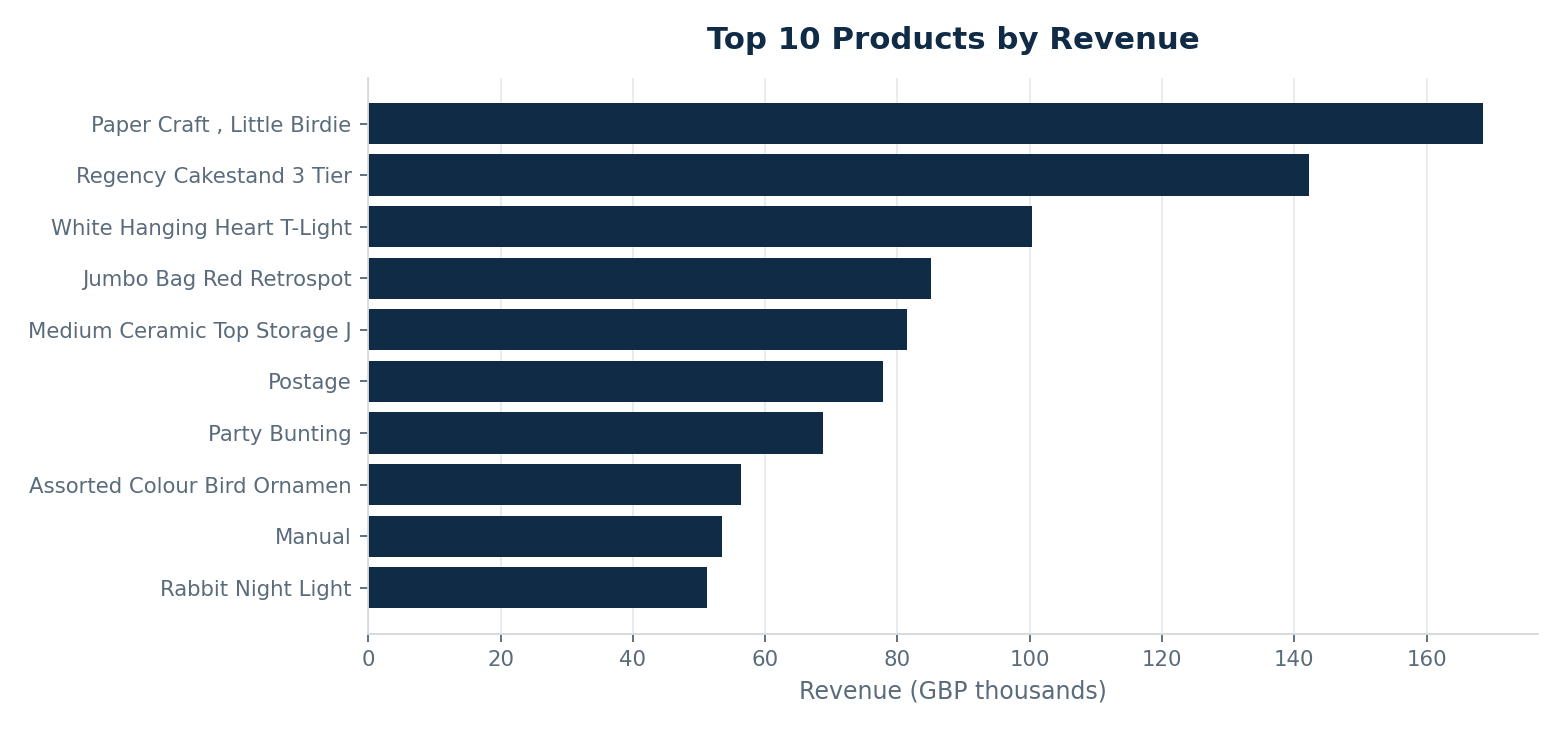 Top 10 Products by Revenue
Paper Craft , Little Birdie
Regency Cakestand 3 Tier
White Hanging Heart T-Light
Jumbo Bag Red Retrospot
Medium Ceramic Top Storage J
Postage
Party Bunting
Assorted Colour Bird Ornamen
Manual
Rabbit Night Light
0 20 40 60 80 100 120 140 160
Revenue (GBP thousands)